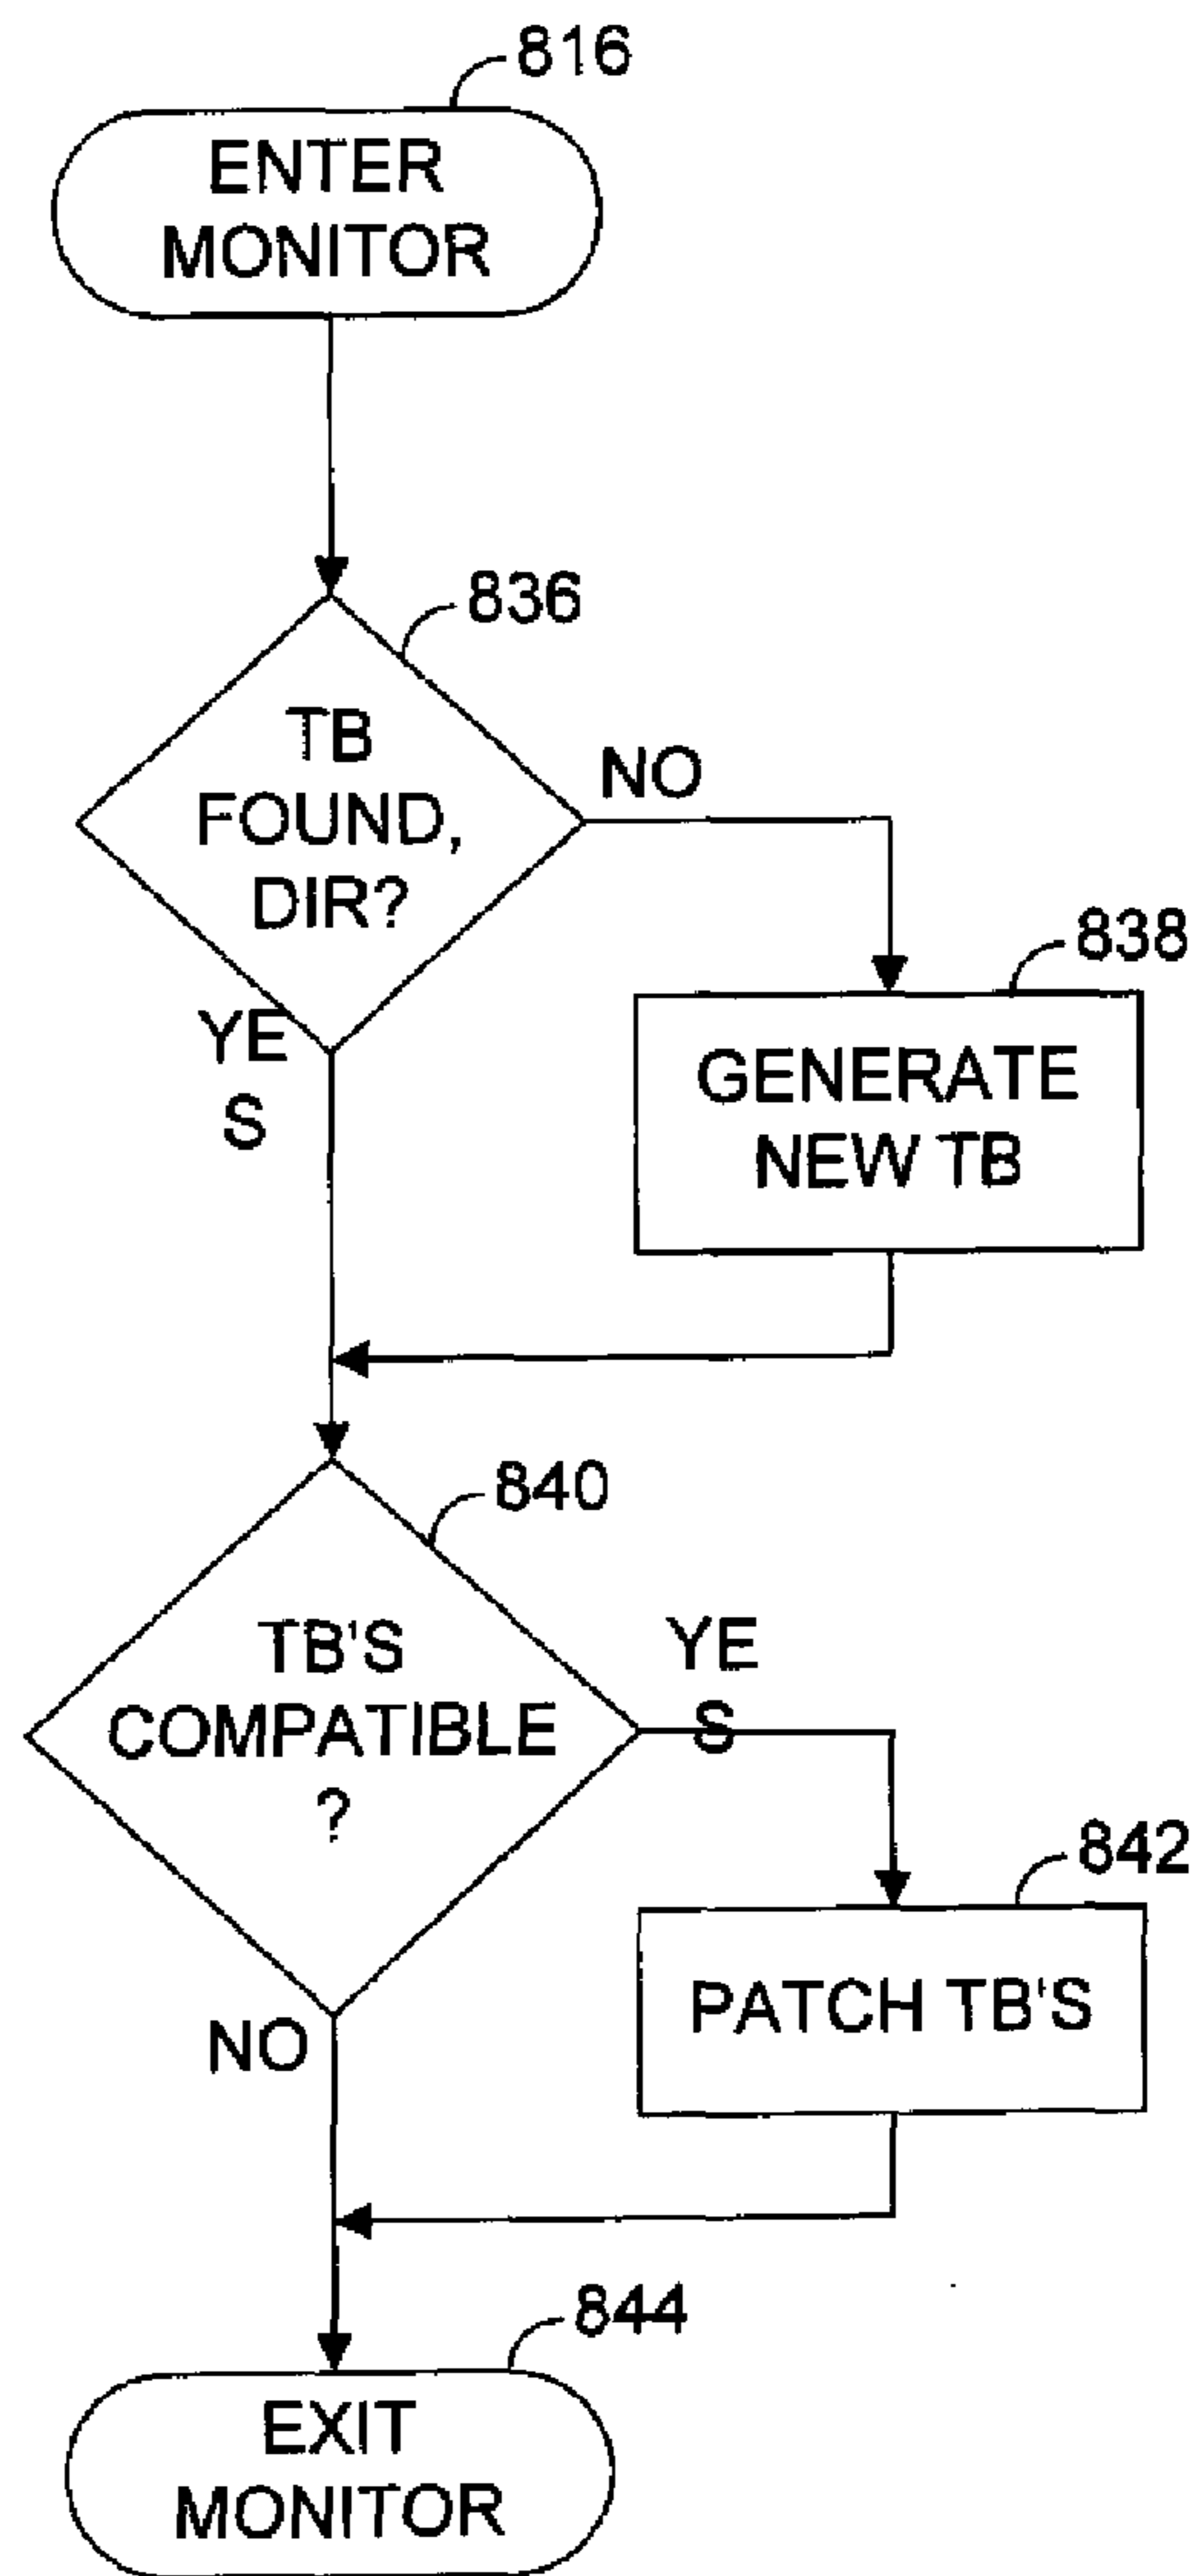 816
ENTER
MONITOR
836
TB
FOUND,
DIR?
NO
YE
S
838
GENERATE
NEW TB
840
TB'S
COMPATIBLE
?
YE
S
NO
842
PATCH TB'S
844
EXIT
MONITOR